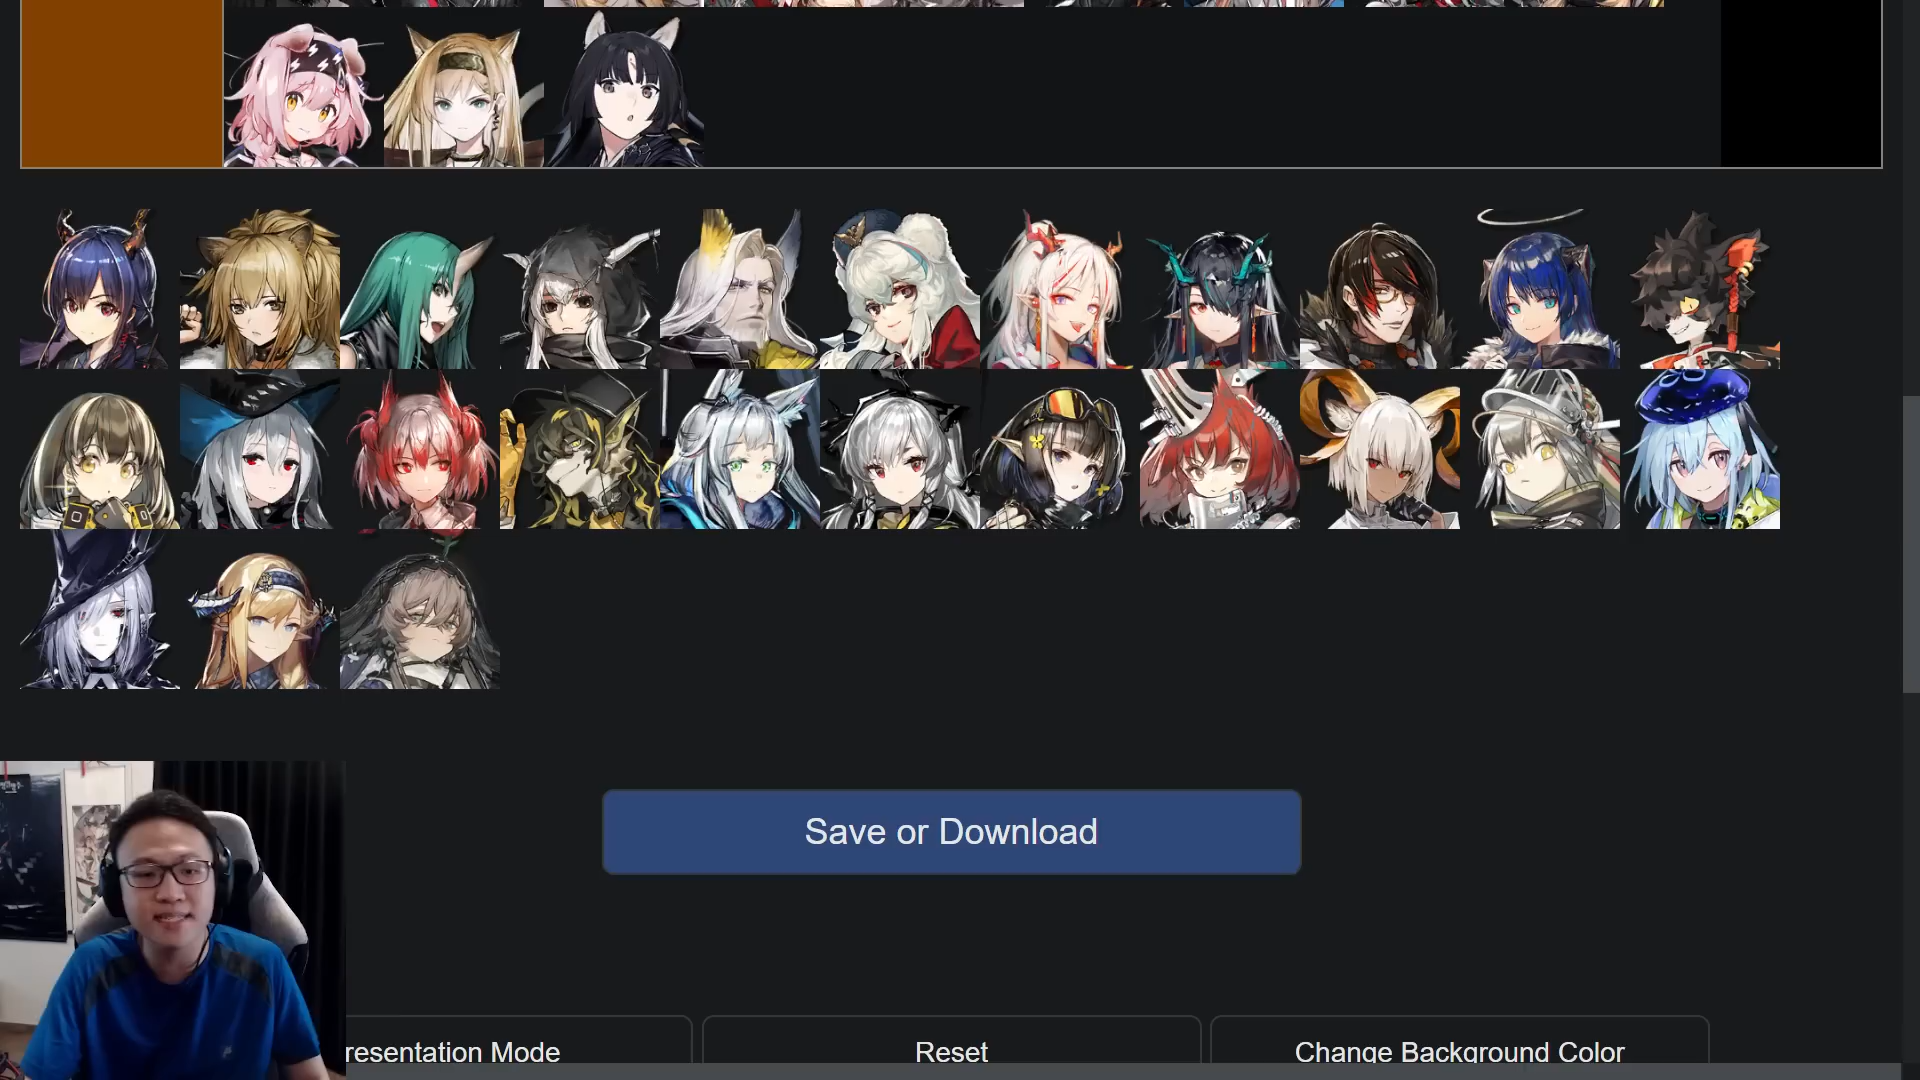 Save or Download
resentation Mode
Reset
Change Background Color